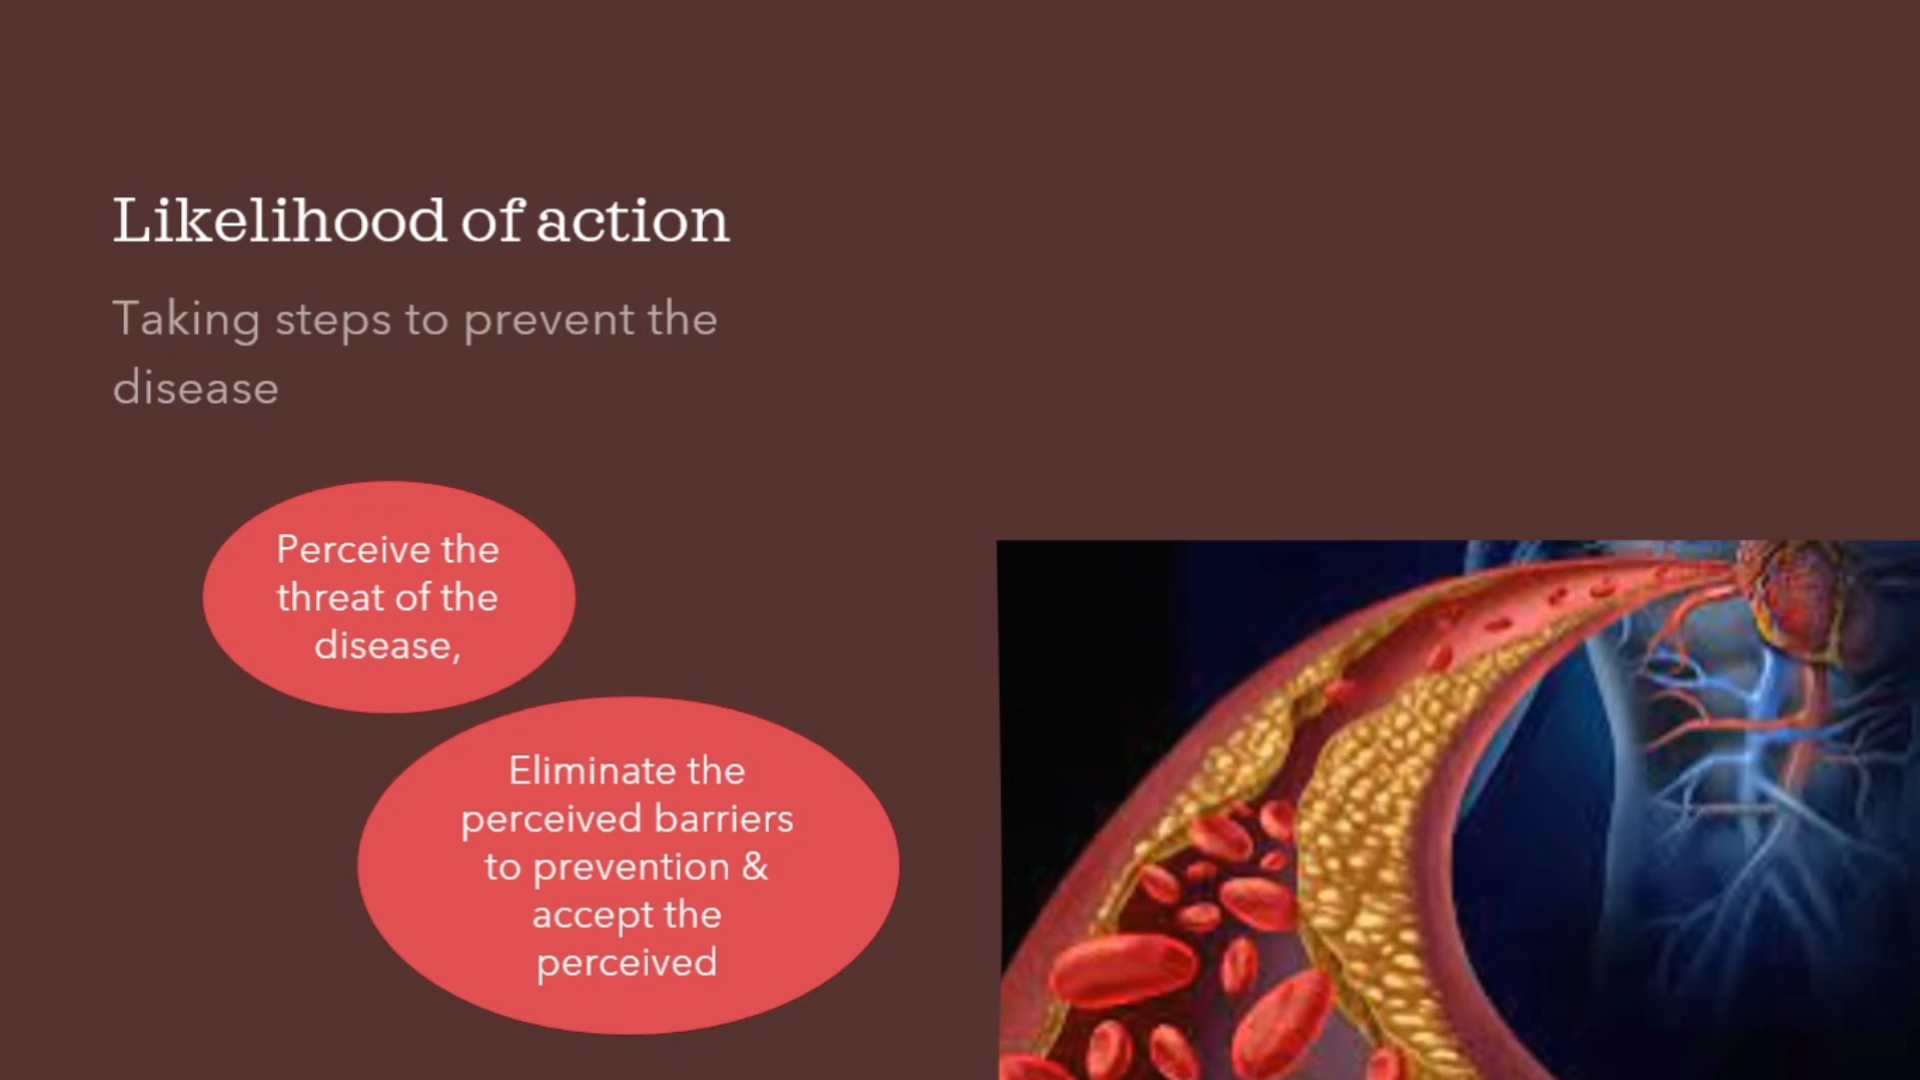 Likelihood of action
Taking steps to prevent the
disease
Perceive the
threat of the
disease,
Eliminate the
perceived barriers
to prevention &
accept the
perceived